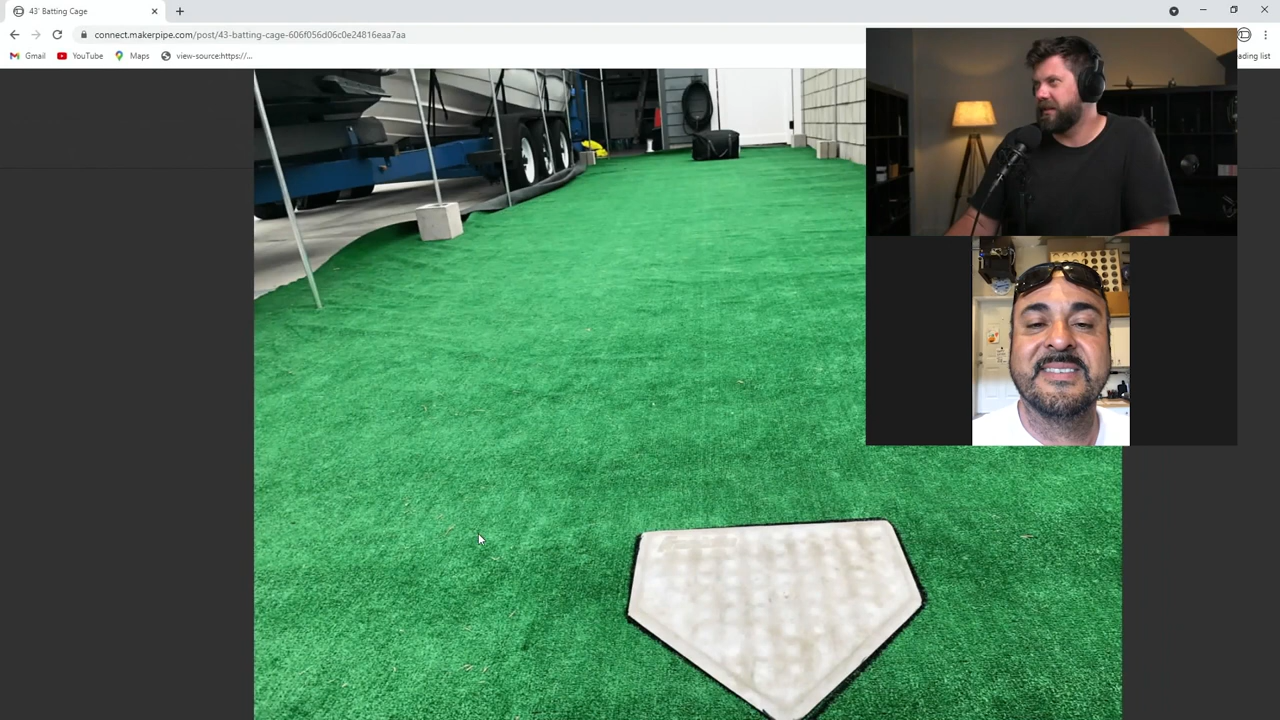 43' Batting Cage
connect.makerpipe.com/post/43-batting-cage-606f056d06c0e24816eaa7aa
Gmail
YouTube
Maps
view-source:https://...
ading list